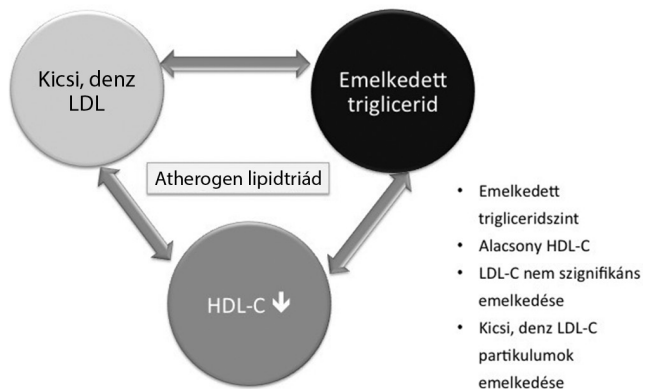 Kicsi, denz
LDL
Emelkedett
triglicerid
Atherogen lipidtriád
HDL-C 🡇
• Emelkedett
trigliceridszint
• Alacsony HDL-C
• LDL-C nem szignifikáns
emelkedése
• Kicsi, denz LDL-C
partikulumok
emelkedése